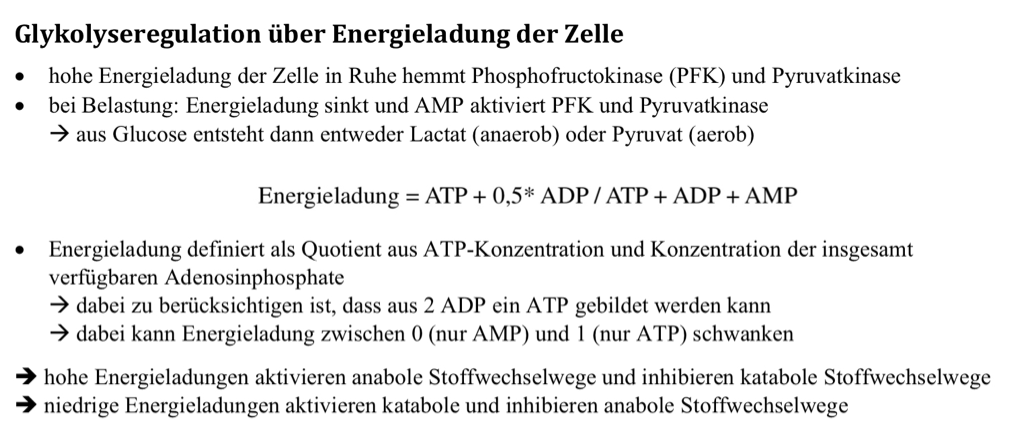 Glykolyseregulation über Energieladung der Zelle
• hohe Energieladung der Zelle in Ruhe hemmt Phosphofructokinase (PFK) und Pyruvatkinase
• bei Belastung: Energieladung sinkt und AMP aktiviert PFK und Pyruvatkinase
→ aus Glucose entsteht dann entweder Lactat (anaerob) oder Pyruvat (aerob)
Energieladung = ATP + 0,5* ADP / ATP + ADP + AMP
• Energieladung definiert als Quotient aus ATP-Konzentration und Konzentration der insgesamt
verfügbaren Adenosinphosphate
→ dabei zu berücksichtigen ist, dass aus 2 ADP ein ATP gebildet werden kann
→ dabei kann Energieladung zwischen 0 (nur AMP) und 1 (nur ATP) schwanken
➔ hohe Energieladungen aktivieren anabole Stoffwechselwege und inhibieren katabole Stoffwechselwege
➔ niedrige Energieladungen aktivieren katabole und inhibieren anabole Stoffwechselwege